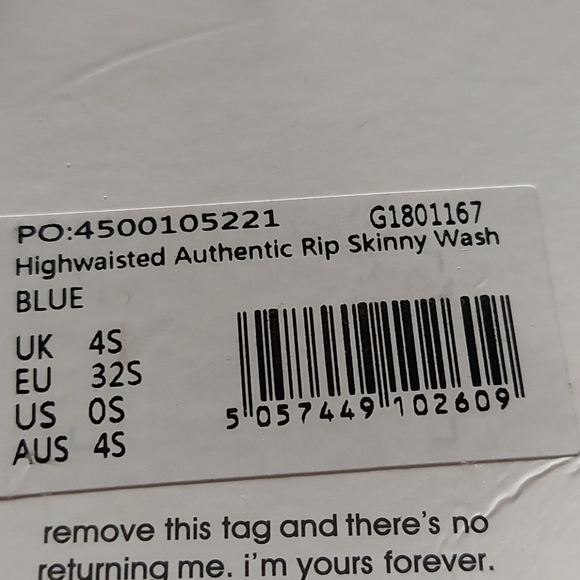 PO:4500105221 G1801167
Highwaisted Authentic Rip Skinny Wash
BLUE
UK 4S
EU 32S
US 0S
AUS 4S
5 057449 102609
remove this tag and there's no
returning me. i'm yours forever.